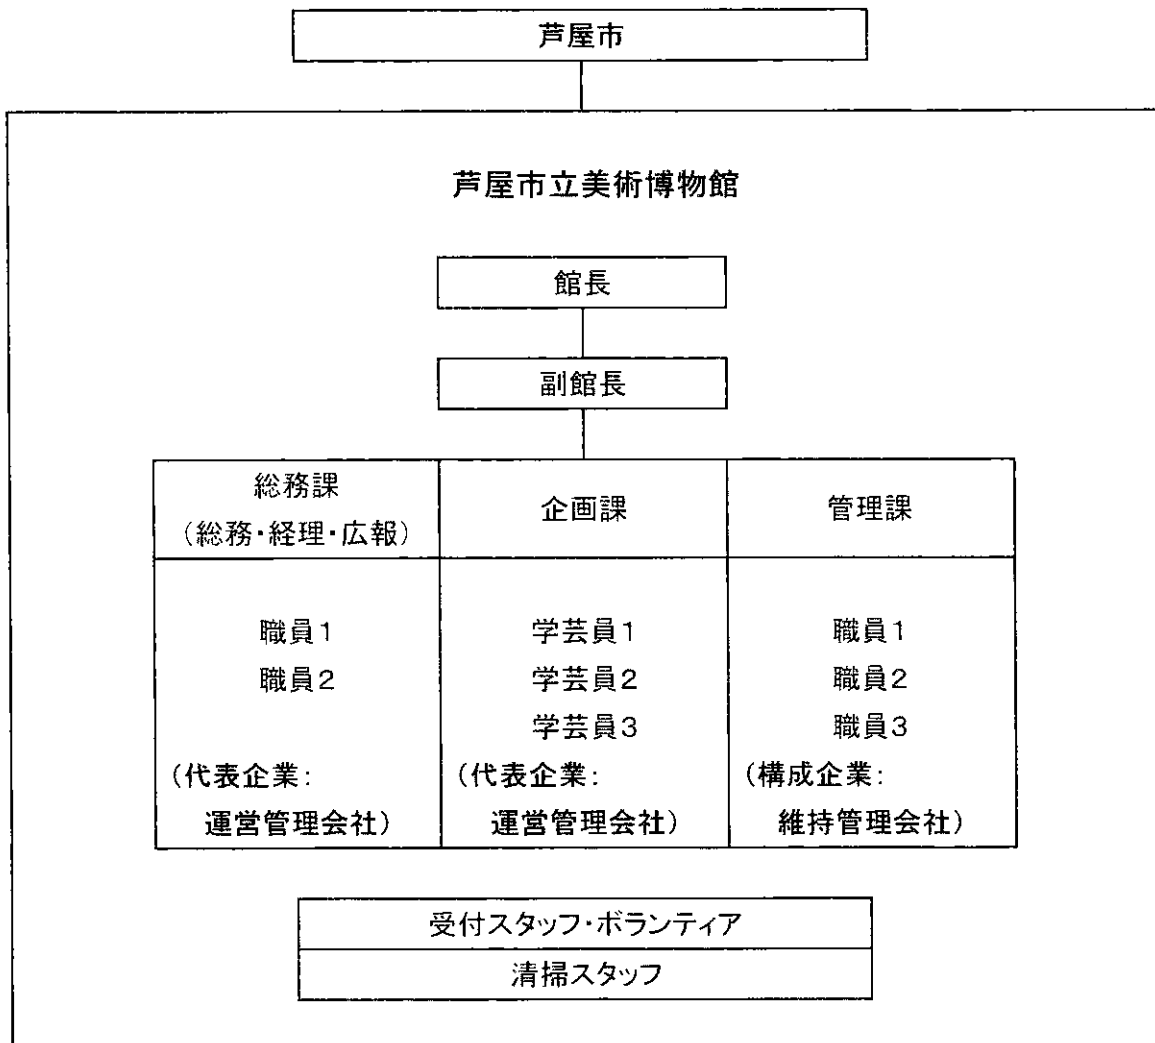 芦屋市
芦屋市立美術博物館
館長
副館長
総務課
（総務・経理・広報）
企画課
管理課
職員1
職員2
（代表企業：
運営管理会社）
学芸員1
学芸員2
学芸員3
（代表企業：
運営管理会社）
職員1
職員2
職員3
（構成企業：
維持管理会社）
受付スタッフ・ボランティア
清掃スタッフ